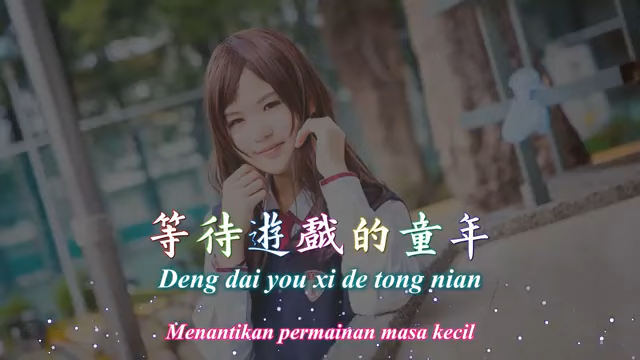 等待遊戲的童年
Deng dai you xi de tong nian
Menantikan permainan masa kecil